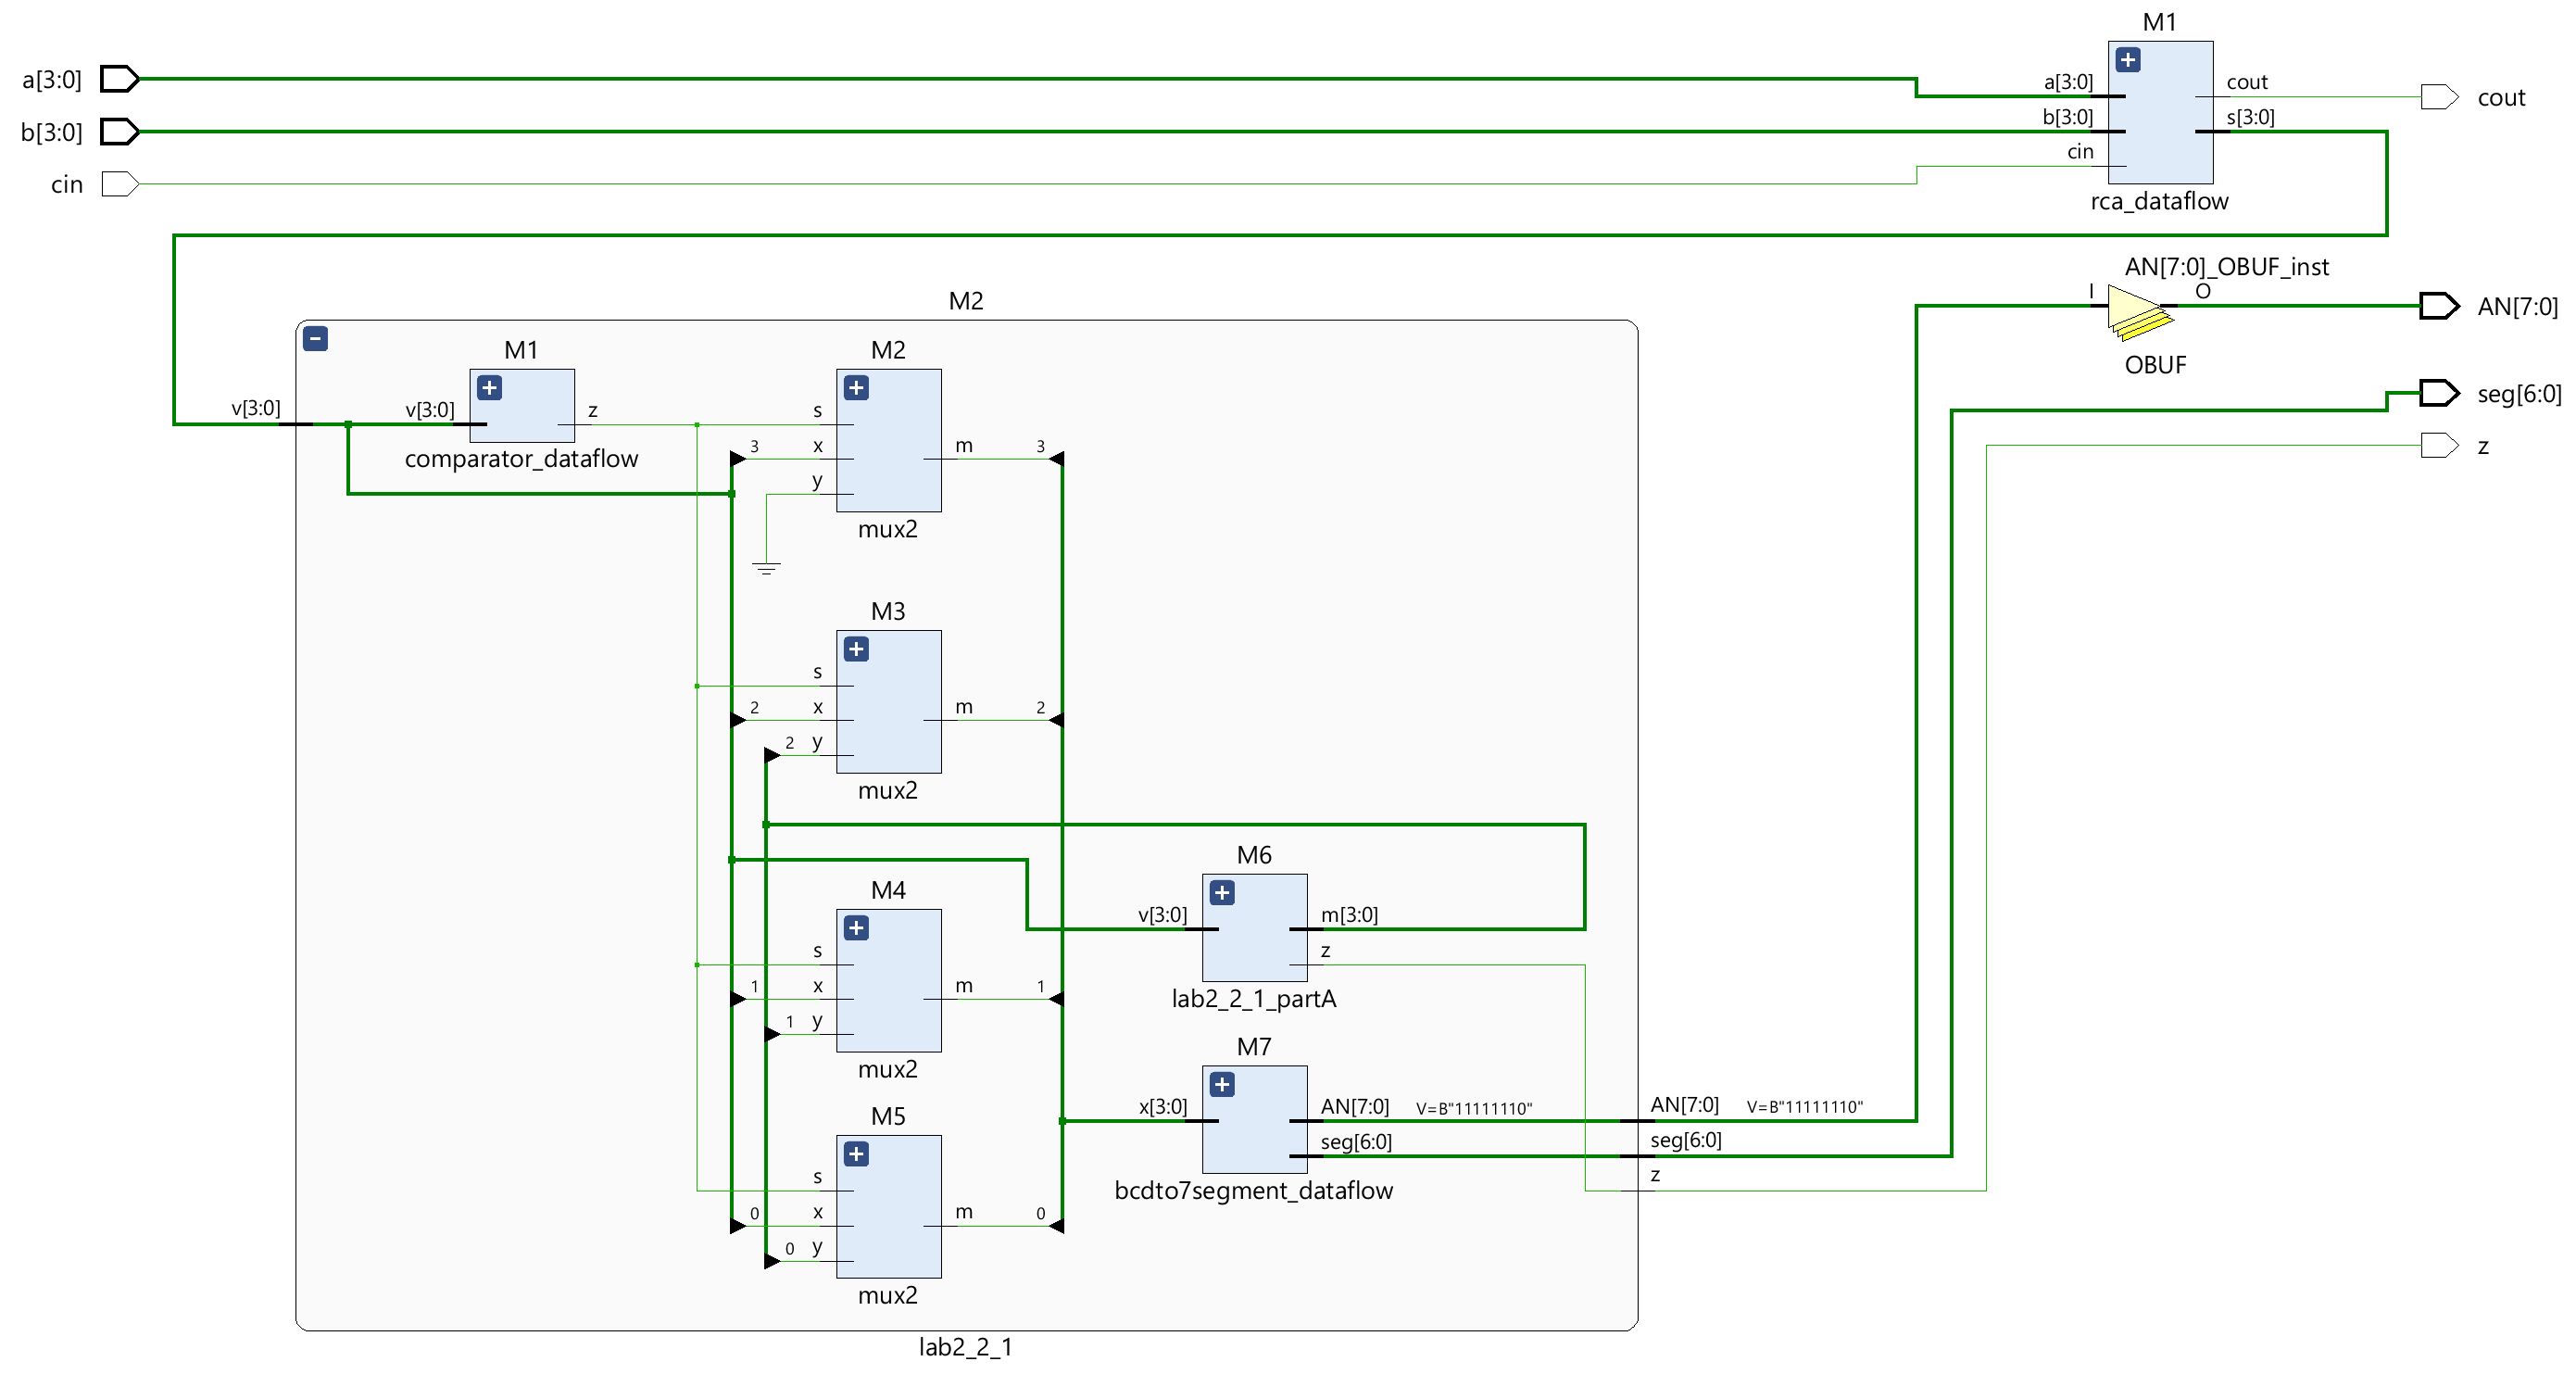 M1
a[3:0]
a[3:0]
cout
cout
b[3:0]
b[3:0]
s[3:0]
cin
cin
rca_dataflow
AN[7:0]_OBUF_inst
I
O
AN[7:0]
OBUF
seg[6:0]
z
M2
M1
v[3:0]
v[3:0]
z
comparator_dataflow
M2
s
3
x
m
3
y
mux2
M3
s
2
x
m
2
2
y
mux2
M4
s
1
x
m
1
1
y
mux2
M6
v[3:0]
m[3:0]
z
lab2_2_1_partA
M5
s
0
x
m
0
0
y
mux2
M7
x[3:0]
AN[7:0]
V=B"11111110"
seg[6:0]
bcdto7segment_dataflow
AN[7:0]
V=B"11111110"
seg[6:0]
z
lab2_2_1